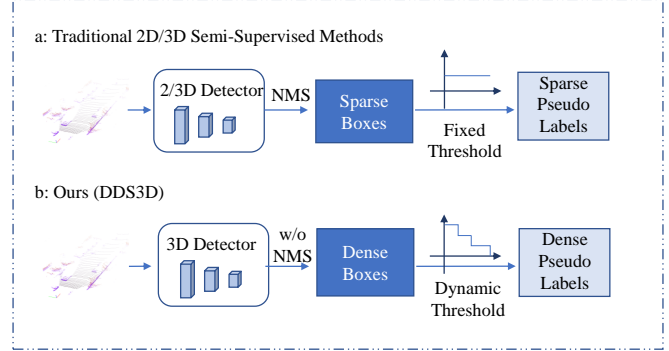 a: Traditional 2D/3D Semi-Supervised Methods
2/3D Detector
NMS
Sparse
Boxes
Fixed
Threshold
Sparse
Pseudo
Labels
b: Ours (DDS3D)
3D Detector
w/o
NMS
Dense
Boxes
Dynamic
Threshold
Dense
Pseudo
Labels